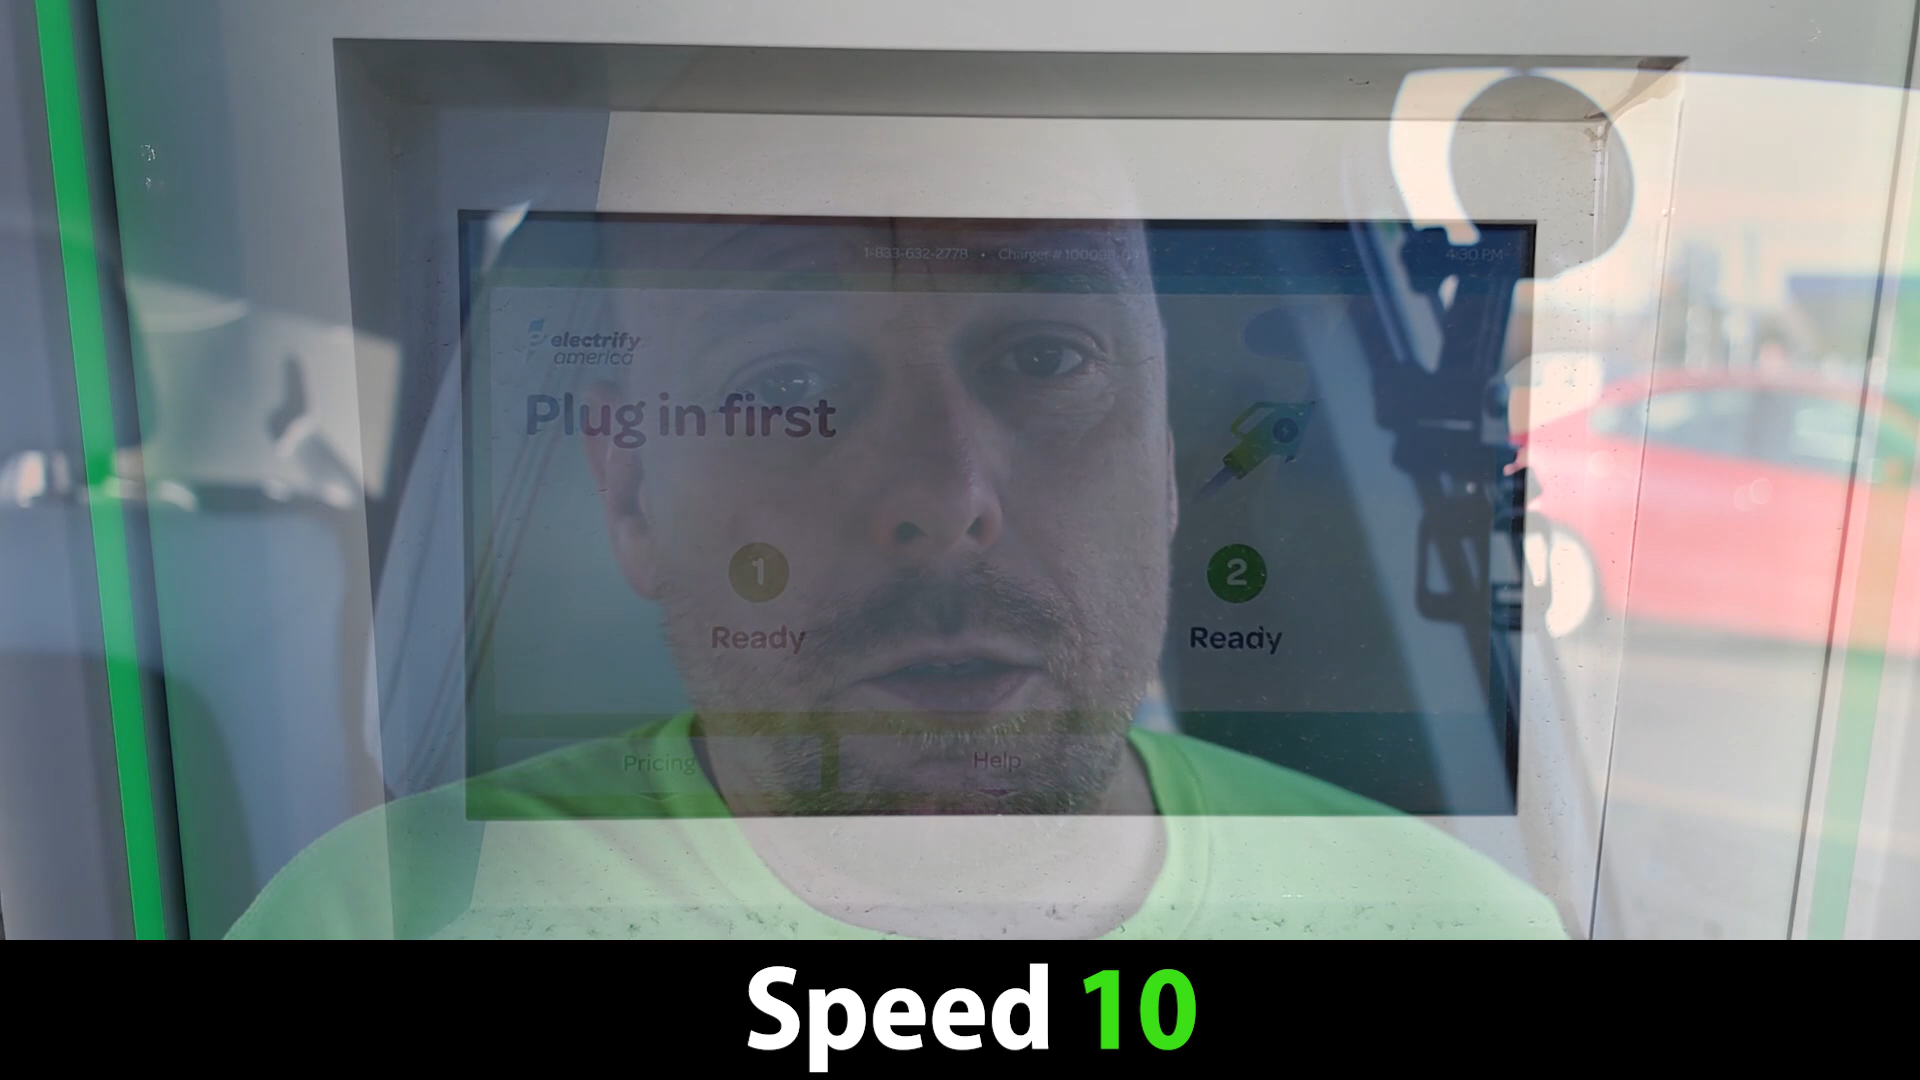 1-833-632-2778 • Charger #
4:30 PM
electrify
america
Plug in first
1
2
Ready
Ready
Pricing
Help
Speed 10